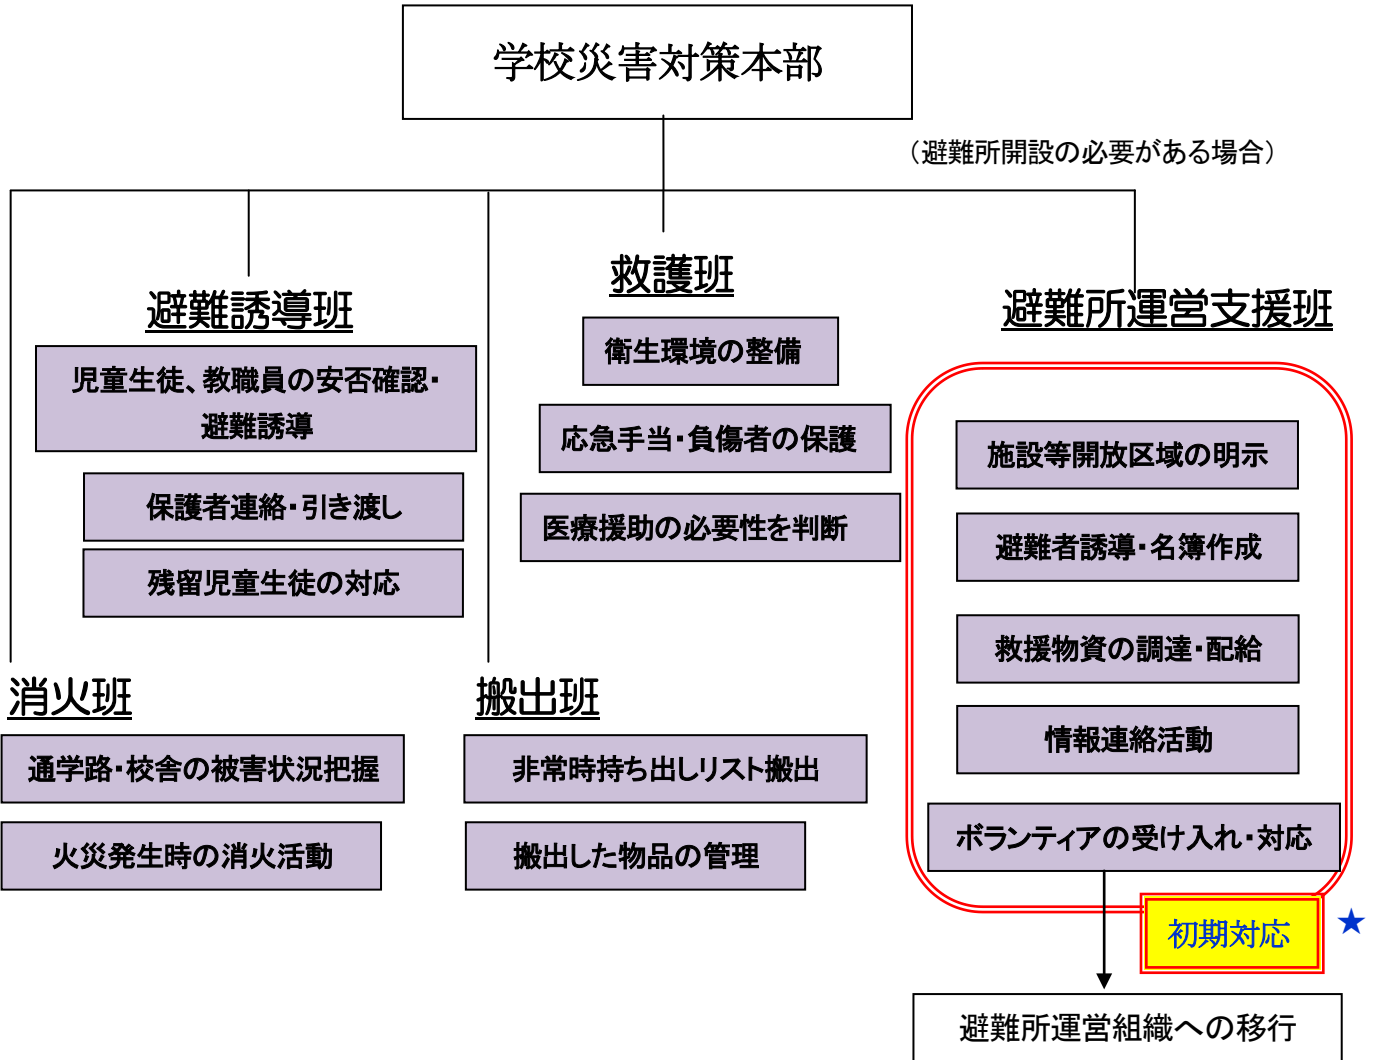 学校災害対策本部
（避難所開設の必要がある場合）
避難誘導班
児童生徒、教職員の安否確認・
避難誘導
保護者連絡・引き渡し
残留児童生徒の対応
救護班
衛生環境の整備
応急手当・負傷者の保護
医療援助の必要性を判断
避難所運営支援班
施設等開放区域の明示
避難者誘導・名簿作成
救援物資の調達・配給
情報連絡活動
ボランティアの受け入れ・対応
消火班
通学路・校舎の被害状況把握
火災発生時の消火活動
搬出班
非常時持ち出しリスト搬出
搬出した物品の管理
初期対応 ★
避難所運営組織への移行